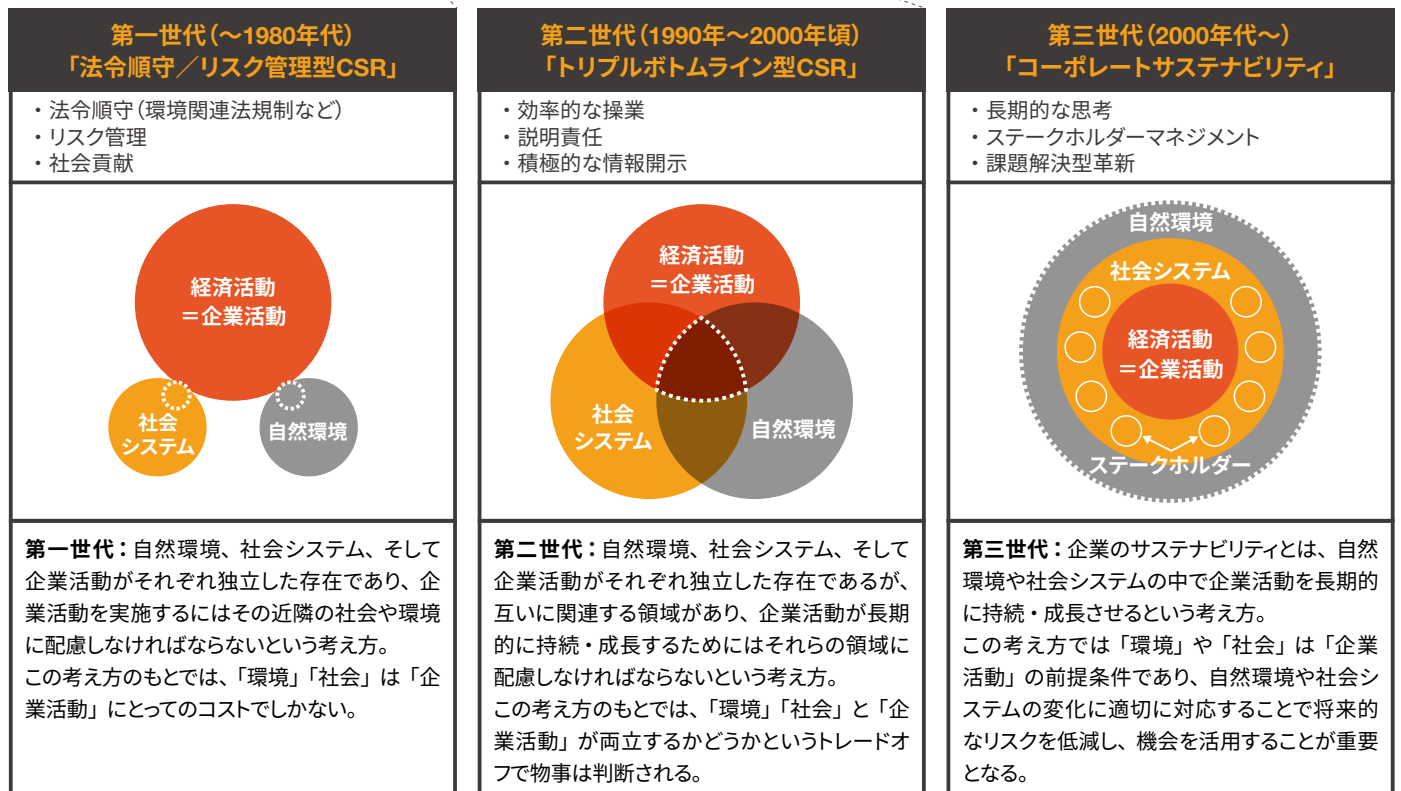 第一世代(〜1980年代)
「法令順守／リスク管理型CSR」
・法令順守(環境関連法規制など)
・リスク管理
・社会貢献
経済活動
＝企業活動
社会
システム
自然環境
第一世代：自然環境、社会システム、そして
企業活動がそれぞれ独立した存在であり、企
業活動を実施するにはその近隣の社会や環境
に配慮しなければならないという考え方。
この考え方のもとでは、「環境」「社会」は「企
業活動」にとってのコストでしかない。
第二世代(1990年〜2000年頃)
「トリプルボトムライン型CSR」
・効率的な操業
・説明責任
・積極的な情報開示
経済活動
＝企業活動
社会
システム
自然環境
第二世代：自然環境、社会システム、そして
企業活動がそれぞれ独立した存在であるが、
互いに関連する領域があり、企業活動が長期
的に持続・成長するためにはそれらの領域に
配慮しなければならないという考え方。
この考え方のもとでは、「環境」「社会」と「企
業活動」が両立するかどうかというトレードオ
フで物事は判断される。
第三世代(2000年代〜)
「コーポレートサステナビリティ」
・長期的な思考
・ステークホルダーマネジメント
・課題解決型革新
自然環境
社会システム
経済活動
＝企業活動
ステークホルダー
第三世代：企業のサステナビリティとは、自然
環境や社会システムの中で企業活動を長期的
に持続・成長させるという考え方。
この考え方では「環境」や「社会」は「企業
活動」の前提条件であり、自然環境や社会シ
ステムの変化に適切に対応することで将来的
なリスクを低減し、機会を活用することが重要
となる。